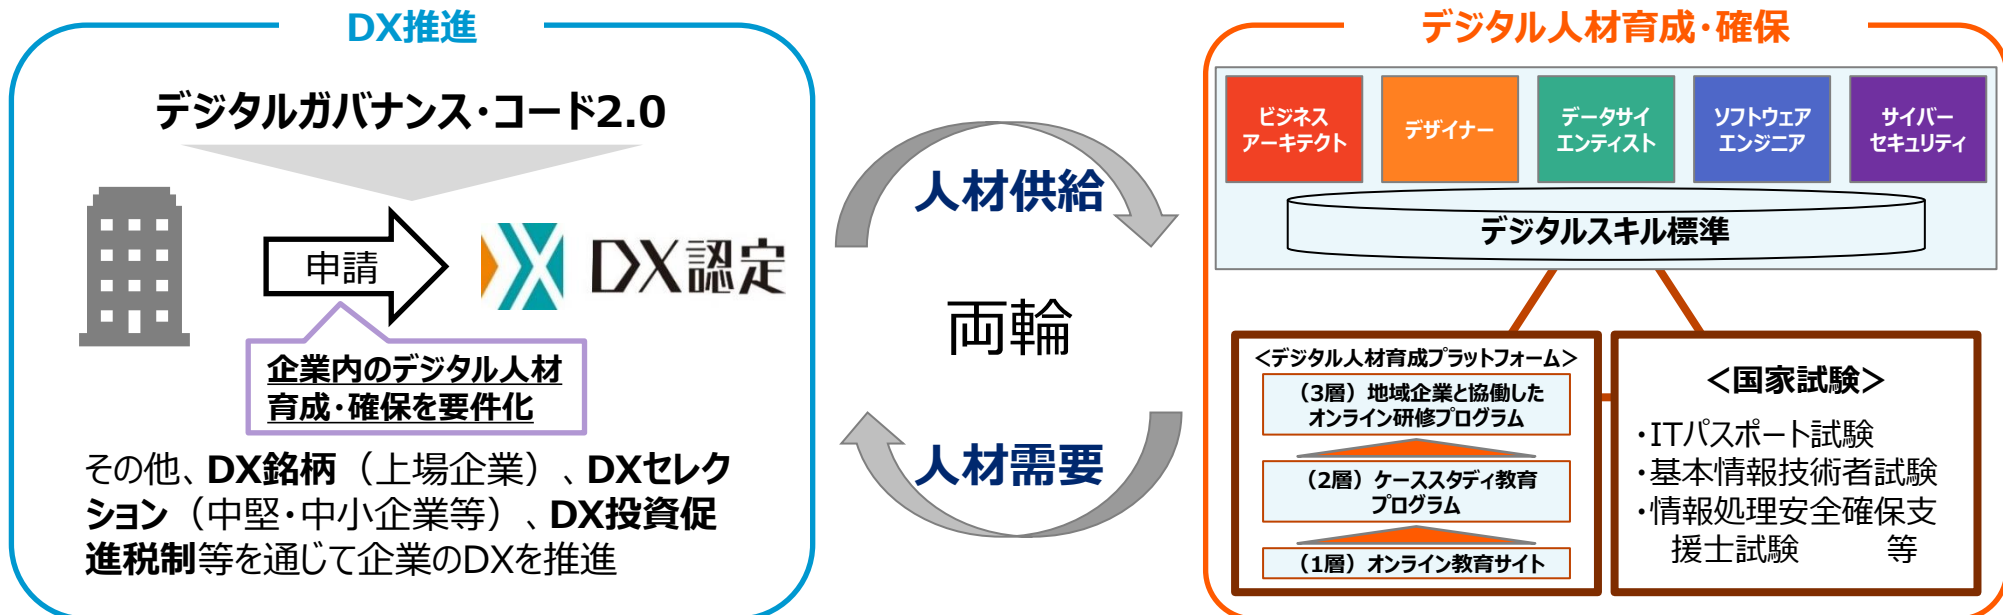 DX推進
デジタルガバナンス・コード2.0
申請
DX認定
企業内のデジタル人材
育成・確保を要件化
その他、DX銘柄（上場企業）、DXセレク
ション（中堅・中小企業等）、DX投資促
進税制等を通じて企業のDXを推進
人材供給
両輪
人材需要
デジタル人材育成・確保
ビジネス
アーキテクト
デザイナー
データサイ
エンティスト
ソフトウェア
エンジニア
サイバー
セキュリティ
デジタルスキル標準
＜デジタル人材育成プラットフォーム＞
（3層）地域企業と協働した
オンライン研修プログラム
（2層）ケーススタディ教育
プログラム
（1層）オンライン教育サイト
＜国家試験＞
・ITパスポート試験
・基本情報技術者試験
・情報処理安全確保支
援士試験　　　等